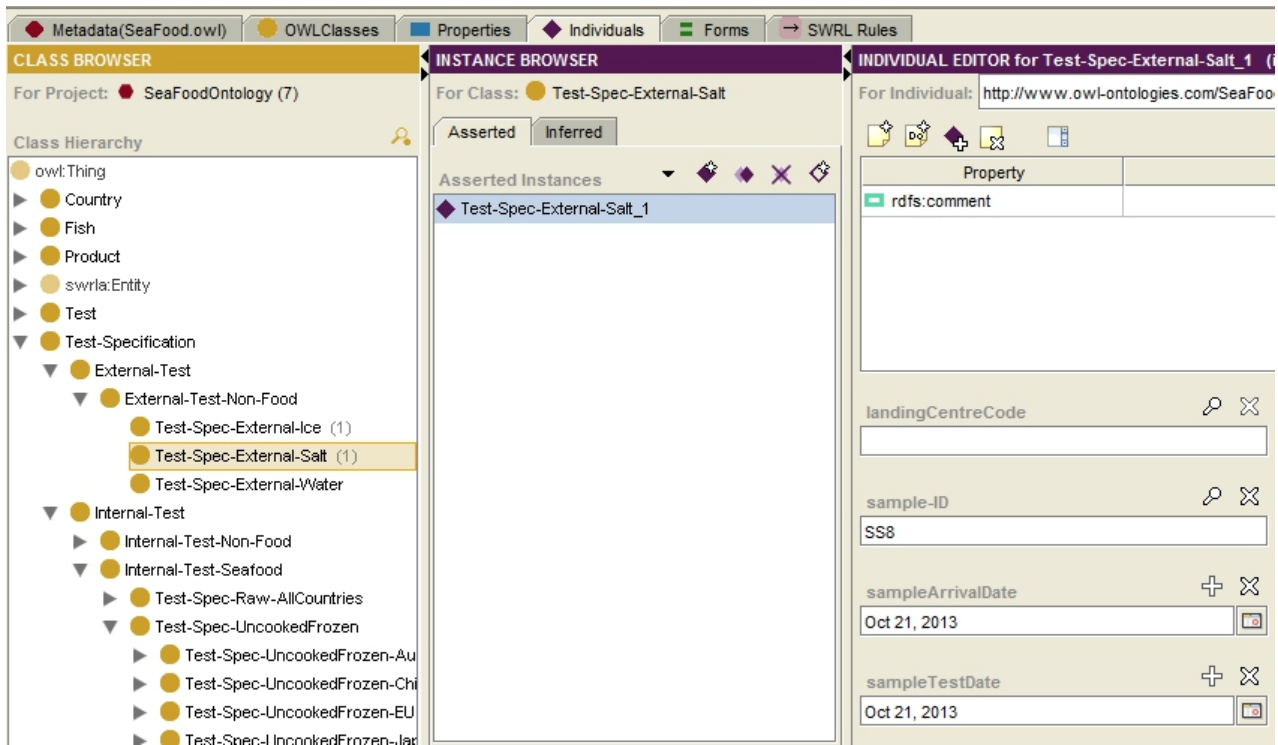 Metadata(SeaFood.owl) OWLClasses Properties Individuals Forms SWRL Rules
CLASS BROWSER
For Project: SeaFoodOntology (7)
Class Hierarchy
owl:Thing
Country
Fish
Product
swrla:Entity
Test
Test-Specification
External-Test
External-Test-Non-Food
Test-Spec-External-Ice (1)
Test-Spec-External-Salt (1)
Test-Spec-External-Water
Internal-Test
Internal-Test-Non-Food
Internal-Test-Seafood
Test-Spec-Raw-AllCountries
Test-Spec-UncookedFrozen
Test-Spec-UncookedFrozen-Au
Test-Spec-UncookedFrozen-Chi
Test-Spec-UncookedFrozen-EU
Test-Spec-UncookedFrozen-Jap
INSTANCE BROWSER
For Class: Test-Spec-External-Salt
Asserted Inferred
Asserted Instances
Test-Spec-External-Salt_1
INDIVIDUAL EDITOR for Test-Spec-External-Salt_1 (i
For Individual: http://www.owl-ontologies.com/SeaFoo
Property
rdfs:comment
landingCentreCode
sample-ID
SS8
sampleArrivalDate
Oct 21, 2013
sampleTestDate
Oct 21, 2013